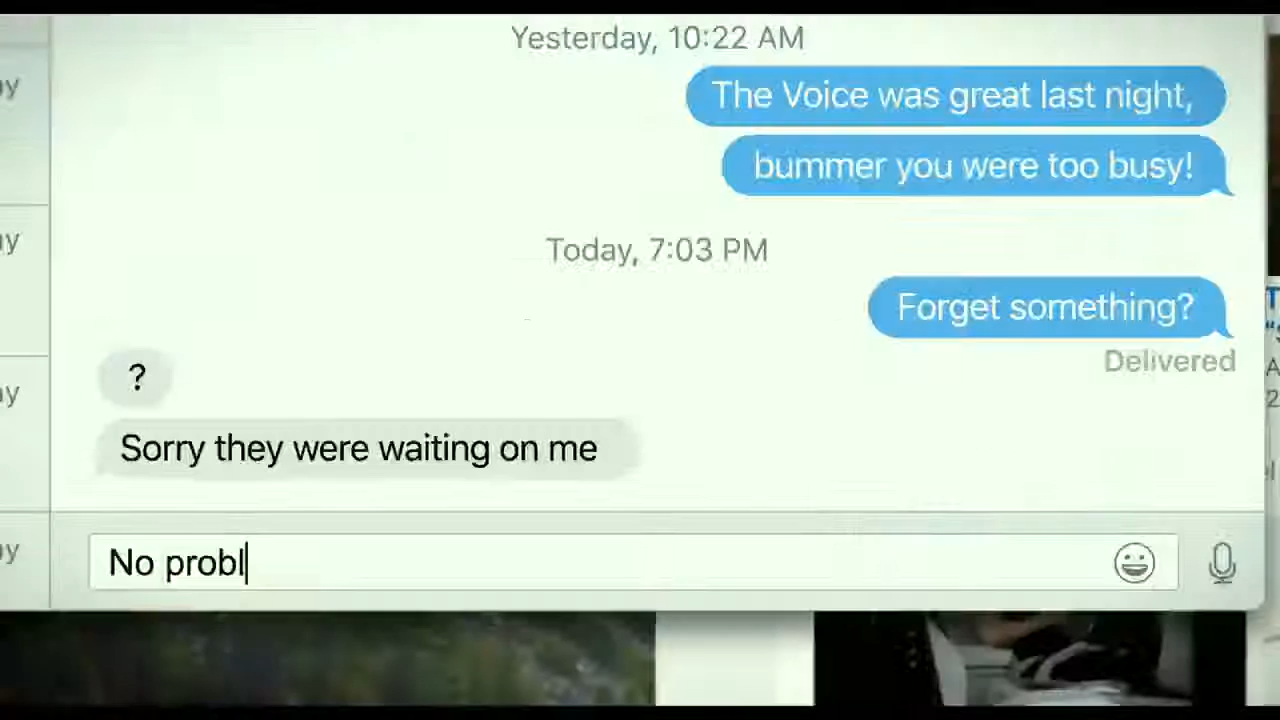 Yesterday, 10:22 AM
The Voice was great last night,
bummer you were too busy!
Today, 7:03 PM
Forget something?
Delivered
?
Sorry they were waiting on me
No probl